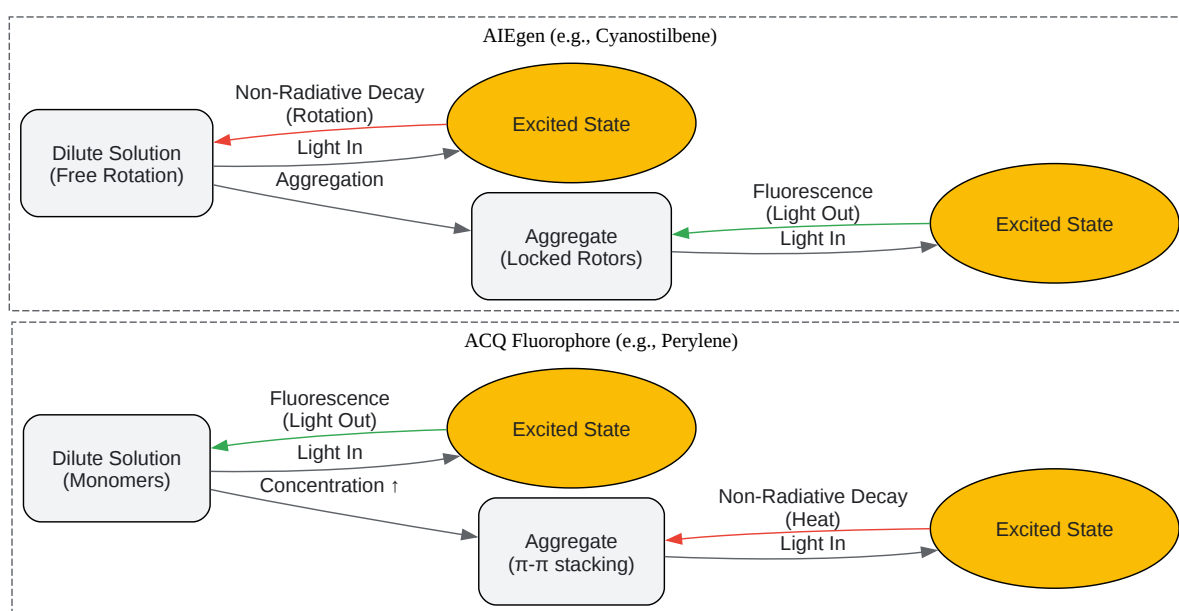 AIEgen (e.g., Cyanostilbene)
Non-Radiative Decay
(Rotation)
Excited State
Dilute Solution
(Free Rotation)
Light In
Aggregation
Fluorescence
(Light Out)
Excited State
Aggregate
(Locked Rotors)
Light In
ACQ Fluorophore (e.g., Perylene)
Fluorescence
(Light Out)
Excited State
Dilute Solution
(Monomers)
Light In
Concentration ↑
Non-Radiative Decay
(Heat)
Excited State
Aggregate
(π-π stacking)
Light In